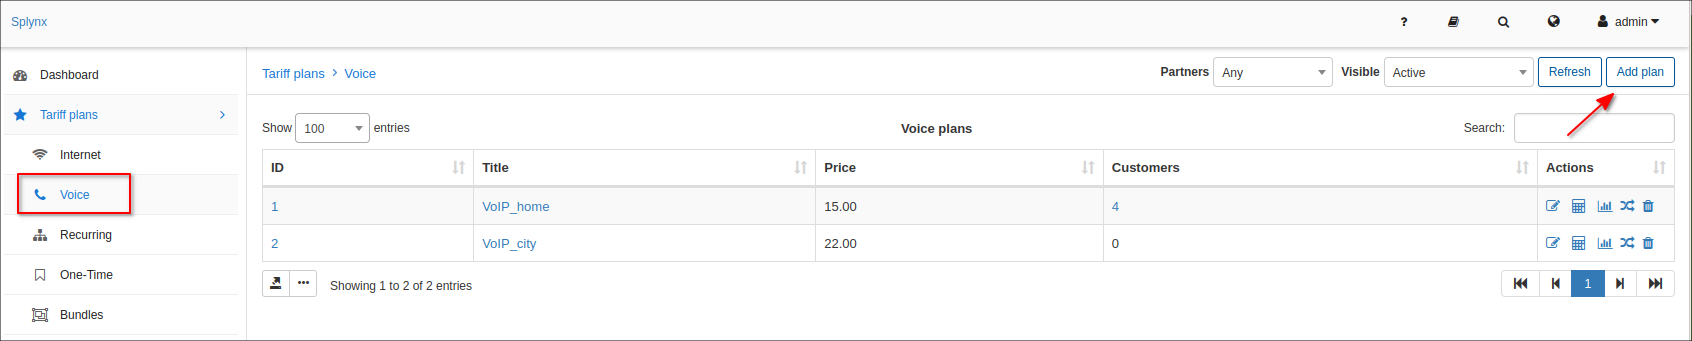 Splynx
? admin
Dashboard
Tariff plans
Internet
Voice
Recurring
One-Time
Bundles
Tariff plans > Voice
Partners Any Visible Active Refresh Add plan
Show 100 entries
Voice plans
Search:
ID Title Price Customers Actions
1 VoIP_home 15.00 4
2 VoIP_city 22.00 0
Showing 1 to 2 of 2 entries
1